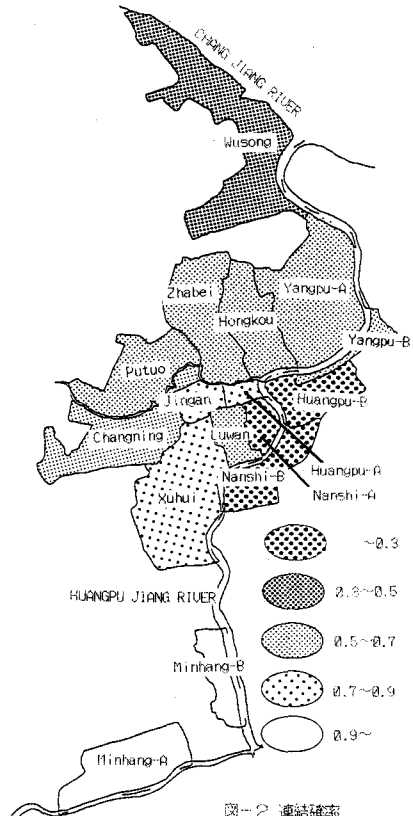 CHANG JIANG RIVER
Wusong
Zhabei
Yangpu-A
Hongkou
Yangpu-B
Putuo
Jingan
Huangpu-B
Changning
Luwan
Huangpu-A
Nanshi-B
Nanshi-A
Xuhui
~0.3
0.3~0.5
HUANGPU JIANG RIVER
0.5~0.7
Minhang-B
0.7~0.9
0.9~
Minhang-A
図-2 連結確率